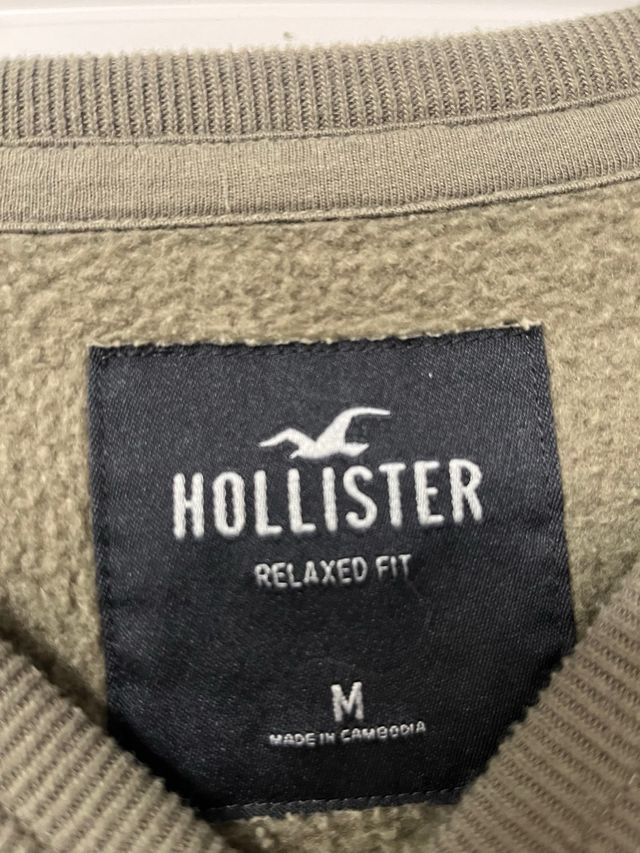 HOLLISTER
RELAXED FIT
M
MADE IN CAMBODIA